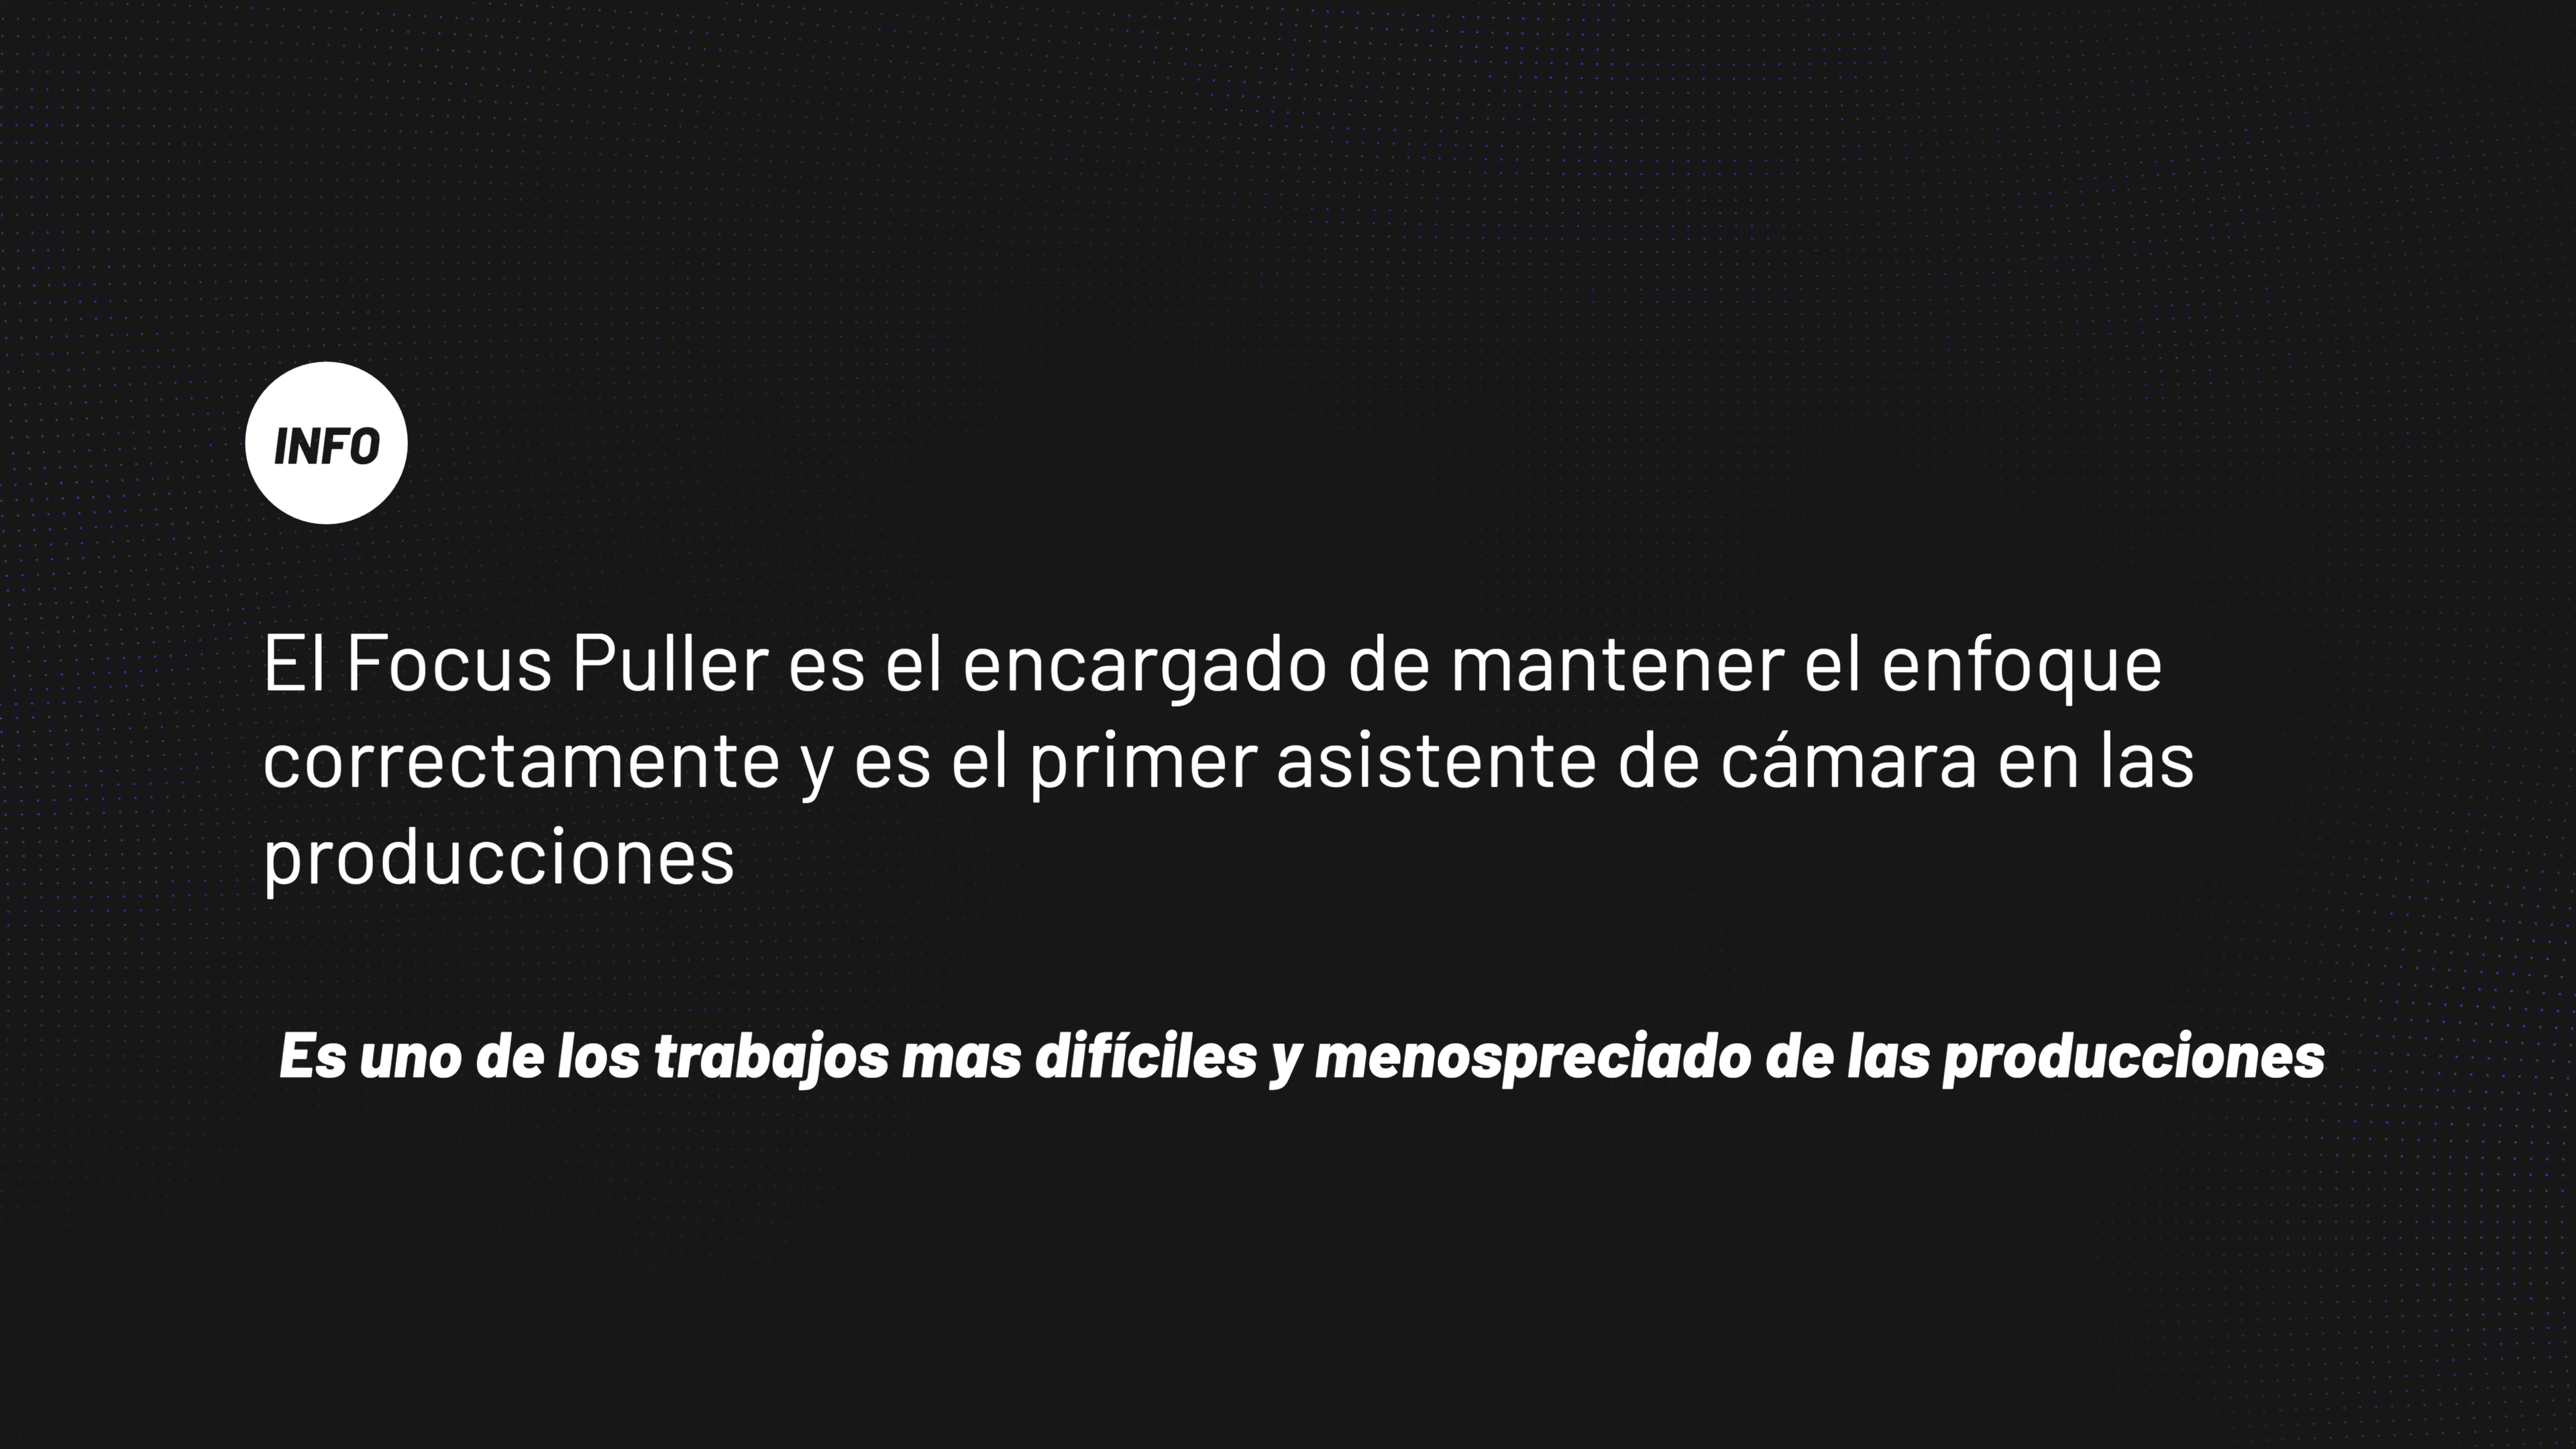 INFO
El Focus Puller es el encargado de mantener el enfoque
correctamente y es el primer asistente de cámara en las
producciones
Es uno de los trabajos mas difíciles y menospreciado de las producciones